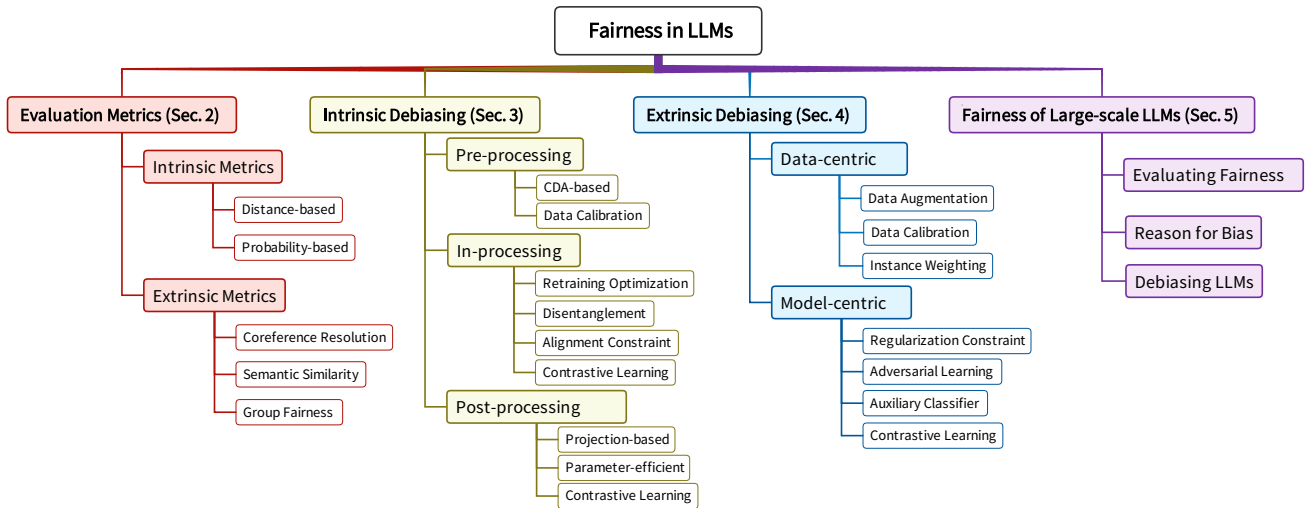 Fairness in LLMs
Evaluation Metrics (Sec. 2)
Intrinsic Metrics
Distance-based
Probability-based
Extrinsic Metrics
Coreference Resolution
Semantic Similarity
Group Fairness
Intrinsic Debiasing (Sec. 3)
Pre-processing
CDA-based
Data Calibration
In-processing
Retraining Optimization
Disentanglement
Alignment Constraint
Contrastive Learning
Post-processing
Projection-based
Parameter-efficient
Contrastive Learning
Extrinsic Debiasing (Sec. 4)
Data-centric
Data Augmentation
Data Calibration
Instance Weighting
Model-centric
Regularization Constraint
Adversarial Learning
Auxiliary Classifier
Contrastive Learning
Fairness of Large-scale LLMs (Sec. 5)
Evaluating Fairness
Reason for Bias
Debiasing LLMs